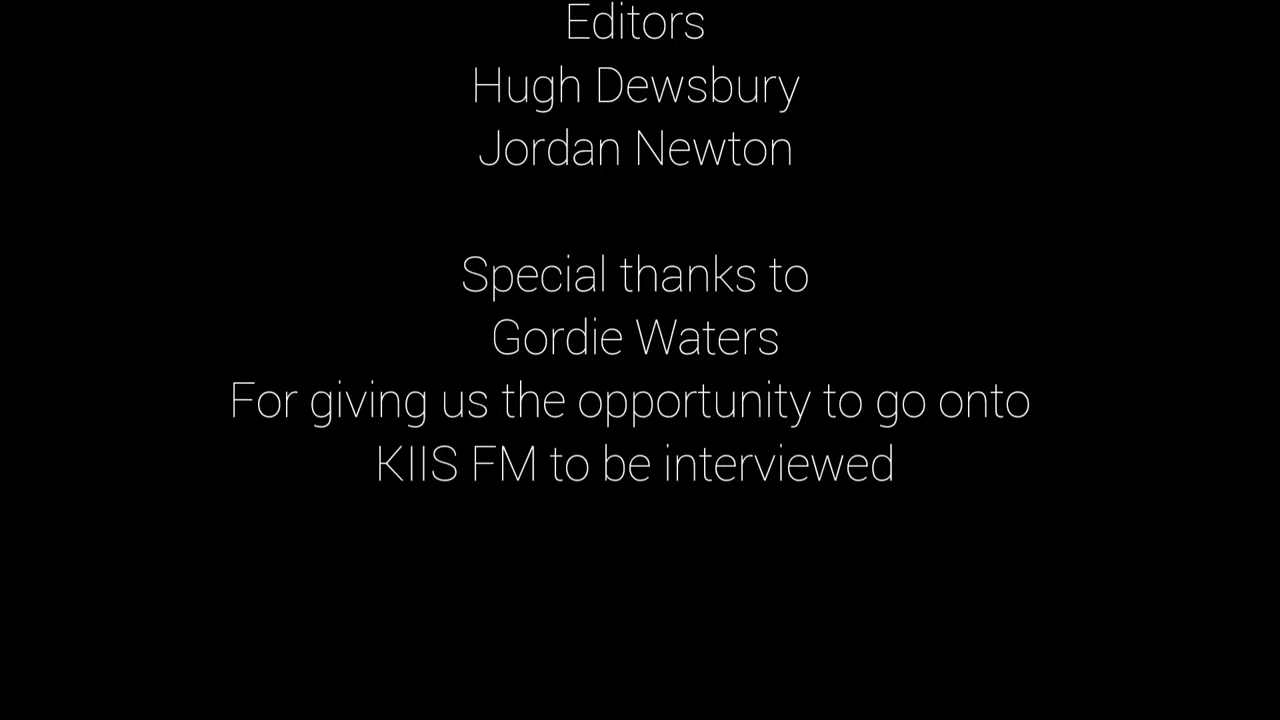 Editors
Hugh Dewsbury
Jordan Newton
Special thanks to
Gordie Waters
For giving us the opportunity to go onto
KIIS FM to be interviewed